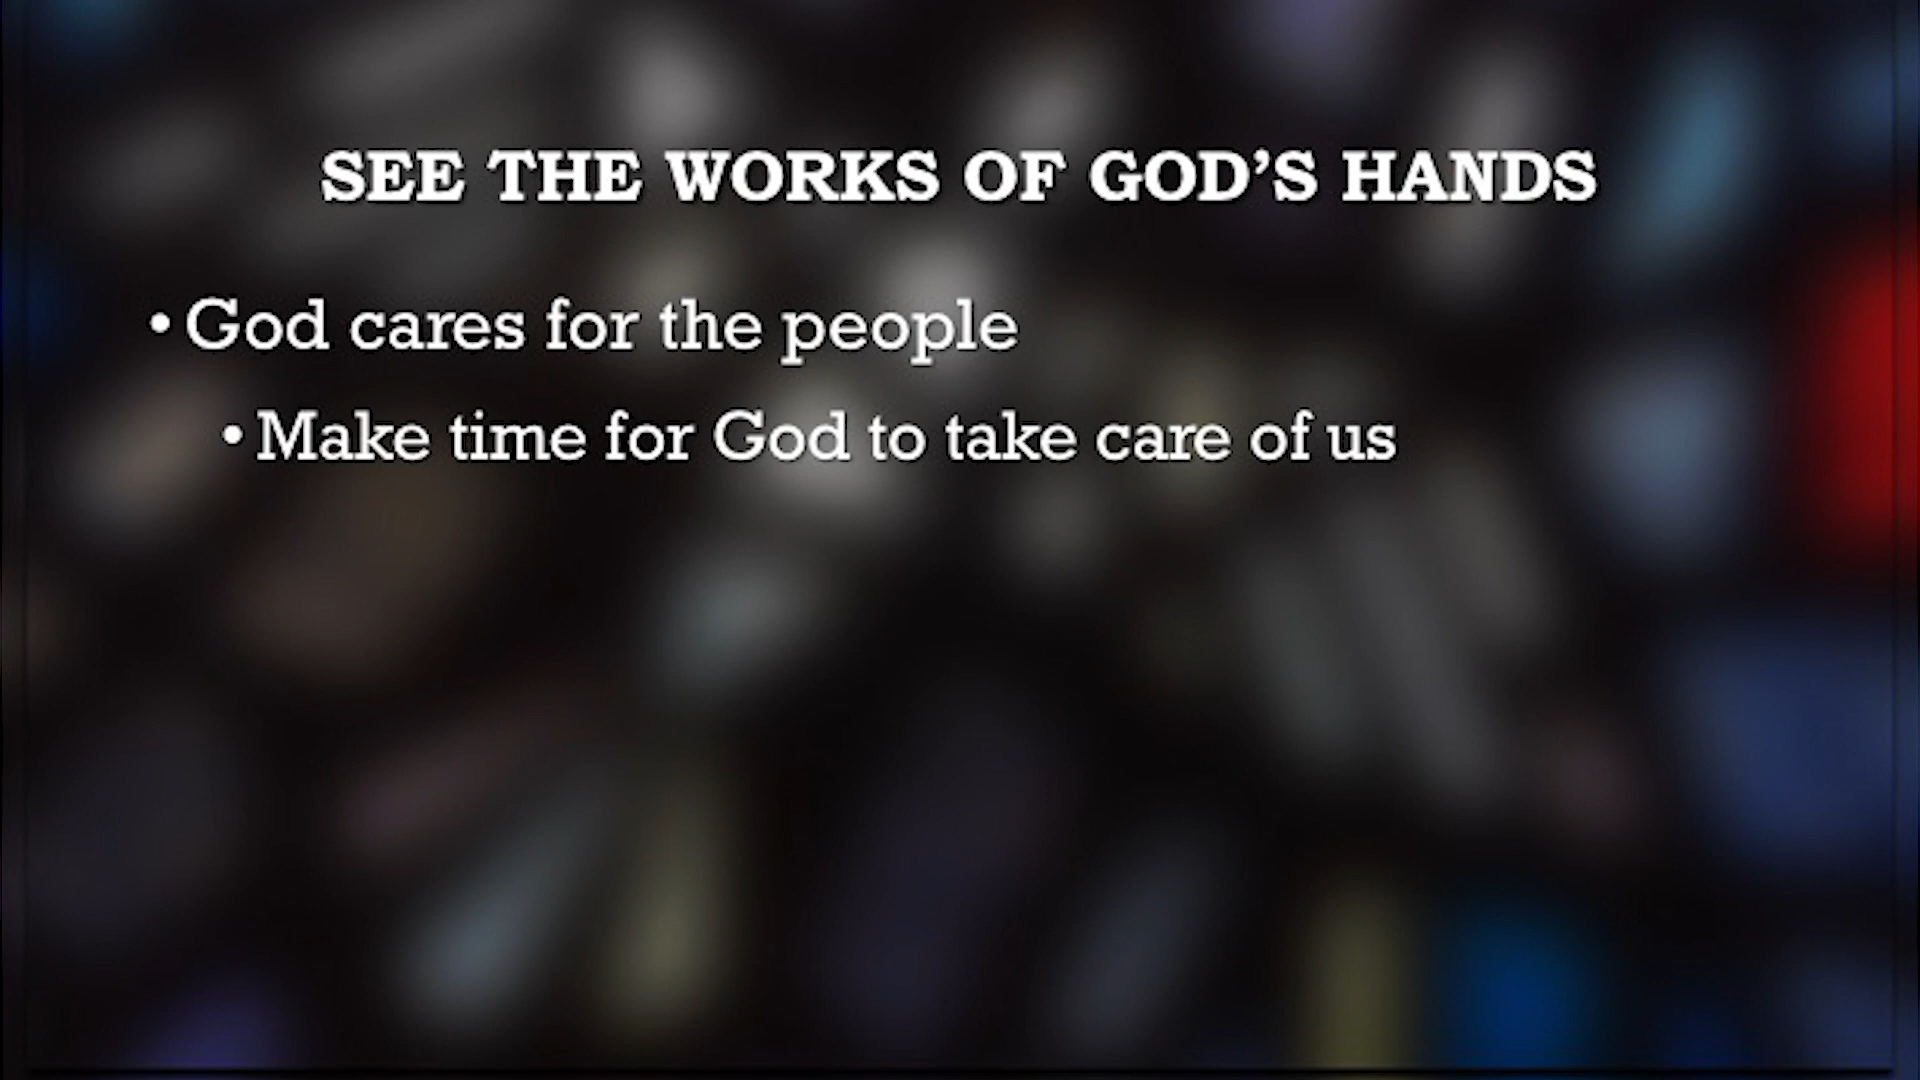 SEE THE WORKS OF GOD’S HANDS
• God cares for the people
• Make time for God to take care of us